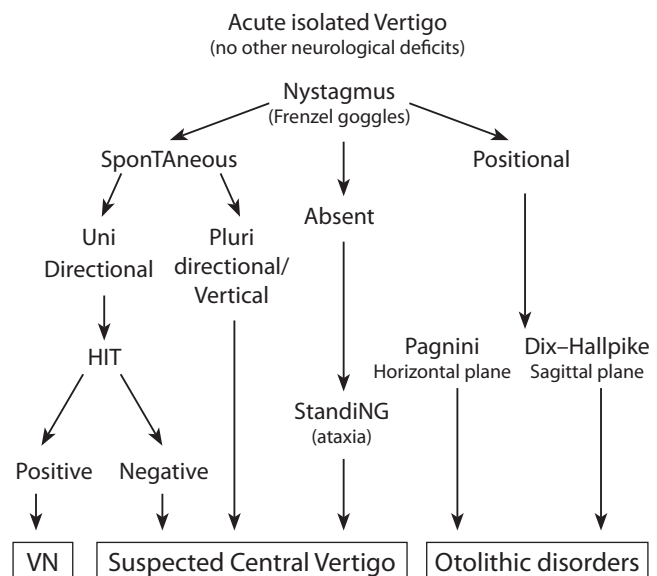 Acute isolated Vertigo
(no other neurological deficits)
Nystagmus
(Frenzel goggles)
SponTAneous
Positional
Absent
Uni
Directional
Pluri
directional/
Vertical
HIT
Pagnini
Horizontal plane
Dix–Hallpike
Sagittal plane
StandiNG
(ataxia)
Positive
Negative
VN
Suspected Central Vertigo
Otolithic disorders